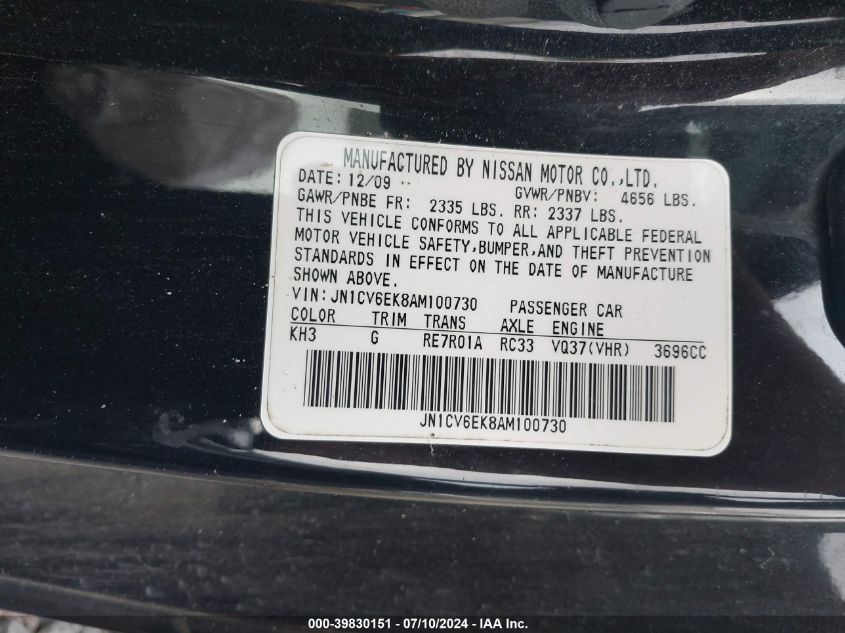 MANUFACTURED BY NISSAN MOTOR CO.,LTD.
DATE: 12/09 GVWR/PNBV: 4656 LBS.
GAWR/PNBE FR: 2335 LBS. RR: 2337 LBS.
THIS VEHICLE CONFORMS TO ALL APPLICABLE FEDERAL
MOTOR VEHICLE SAFETY,BUMPER,AND THEFT PREVENTION
STANDARDS IN EFFECT ON THE DATE OF MANUFACTURE
SHOWN ABOVE.
VIN: JN1CV6EK8AM100730 PASSENGER CAR
COLOR TRIM TRANS AXLE ENGINE
KH3 G RE7R01A RC33 VQ37(VHR) 3696CC
JN1CV6EK8AM100730
000-39830151 - 07/10/2024 - IAA Inc.